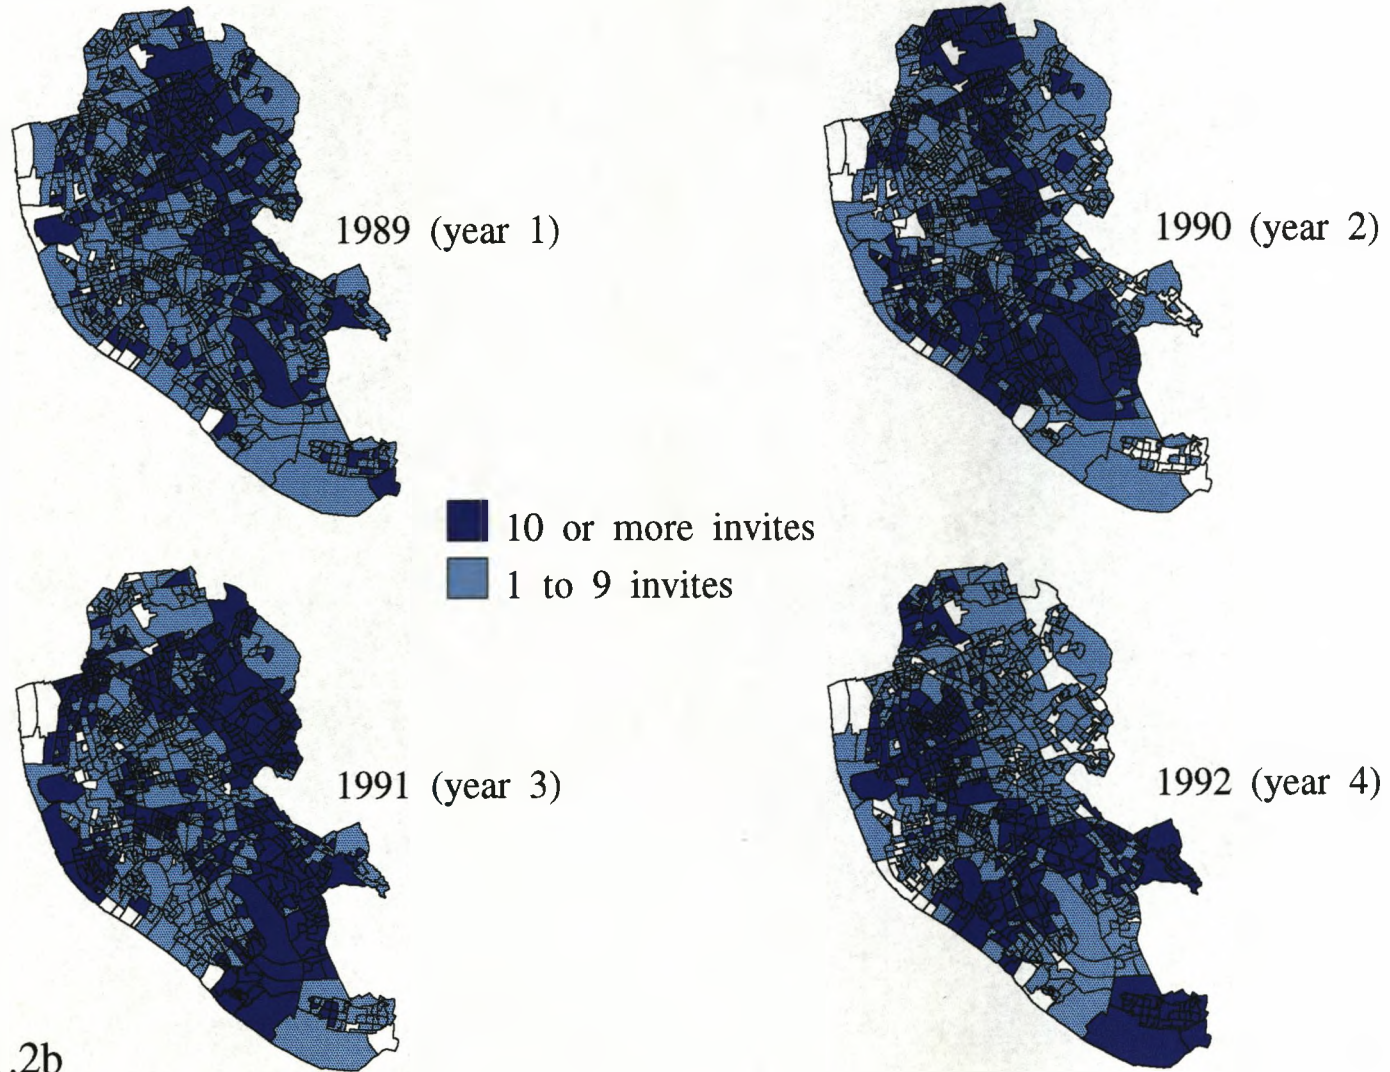 1989 (year 1)
1990 (year 2)
10 or more invites
1 to 9 invites
1991 (year 3)
1992 (year 4)
.2b